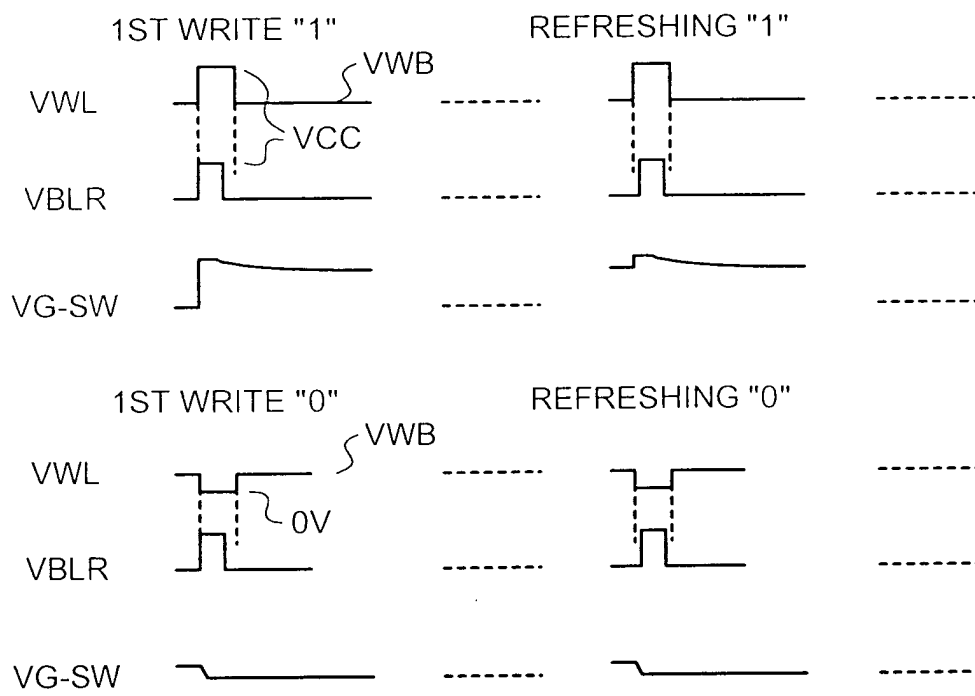 1ST WRITE "1"
REFRESHING "1"
VWB
VWL
VCC
VBLR
VG-SW
1ST WRITE "0"
REFRESHING "0"
VWB
VWL
0V
VBLR
VG-SW